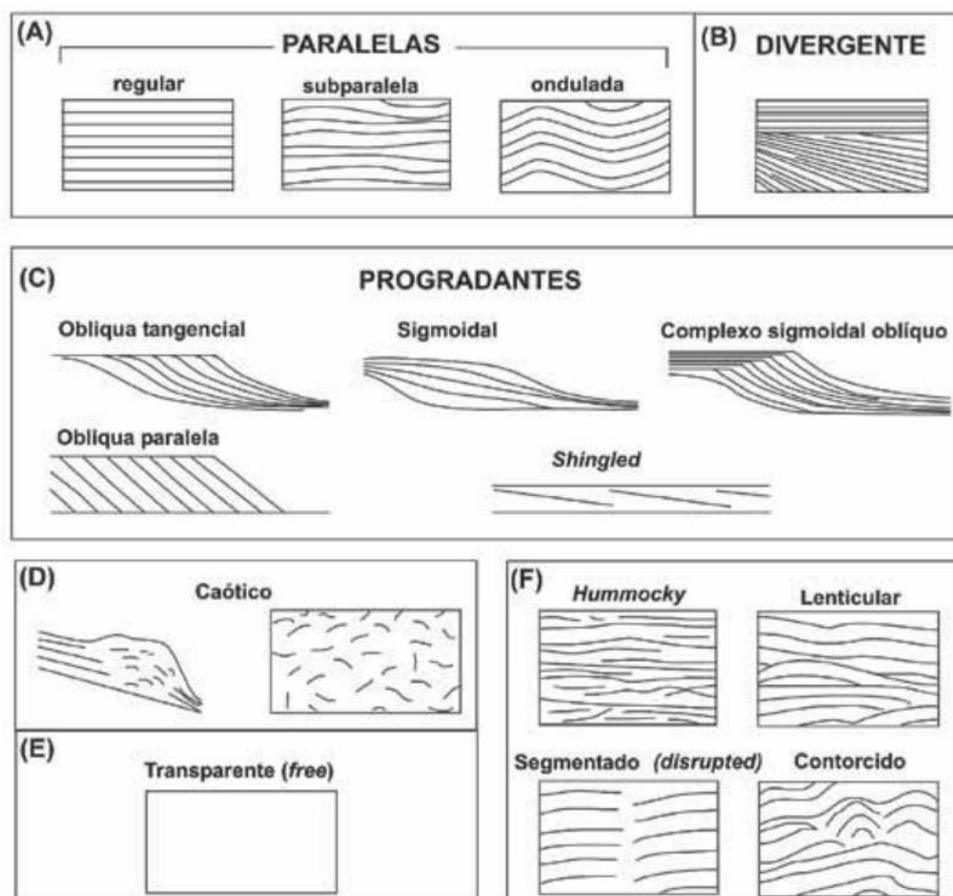 (A)
PARALELAS
regular
subparalela
ondulada
(B)
DIVERGENTE
(C)
PROGRADANTES
Obliqua tangencial
Sigmoidal
Complexo sigmoidal oblíquo
Obliqua paralela
Shingled
(D)
Caótico
(E)
Transparente (free)
(F)
Hummocky
Lenticular
Segmentado (disrupted)
Contorcido